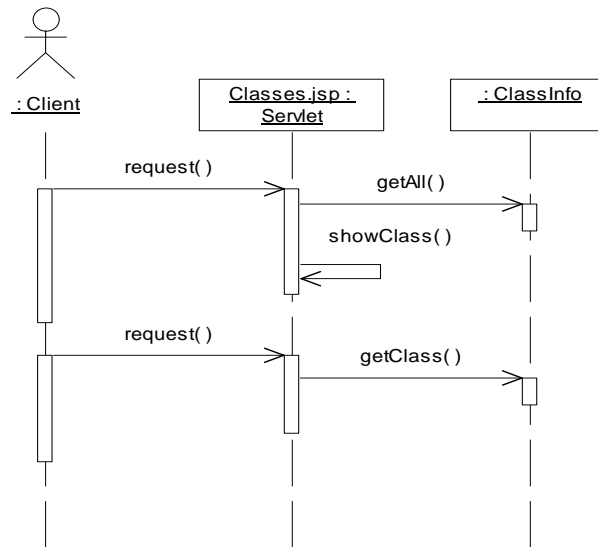 : Client
Classes.jsp :
Servlet
: ClassInfo
request( )
getAll( )
showClass( )
request( )
getClass( )